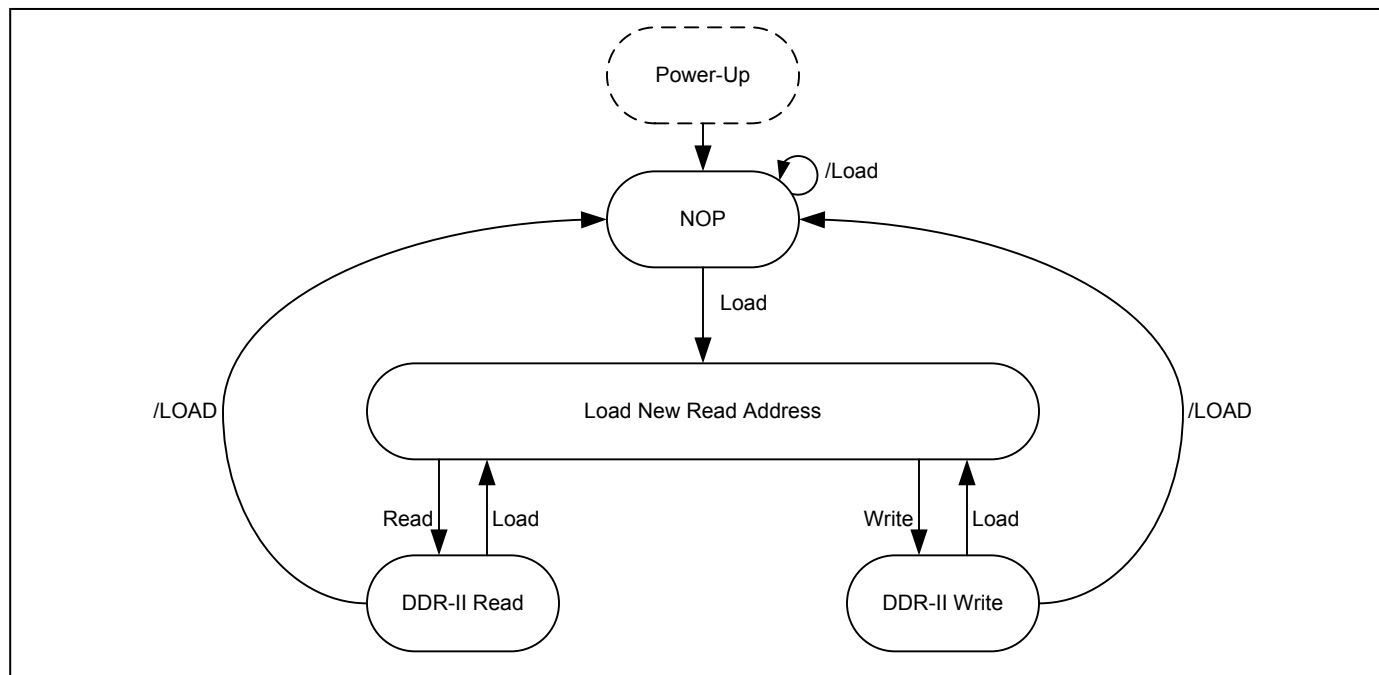 Power-Up
/Load
NOP
Load
/LOAD
Load New Read Address
/LOAD
Read
Load
Write
Load
DDR-II Read
DDR-II Write